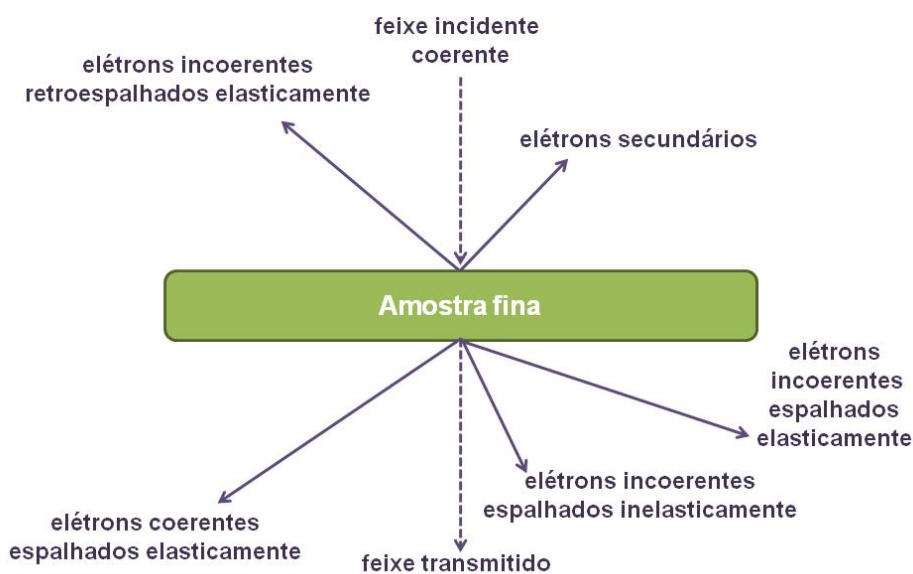 feixe incidente
coerente
elétrons incoerentes
retroespalhados elasticamente
elétrons secundários
Amostra fina
elétrons
incoerentes
espalhados
elasticamente
elétrons incoerentes
espalhados inelasticamente
elétrons coerentes
espalhados elasticamente
feixe transmitido